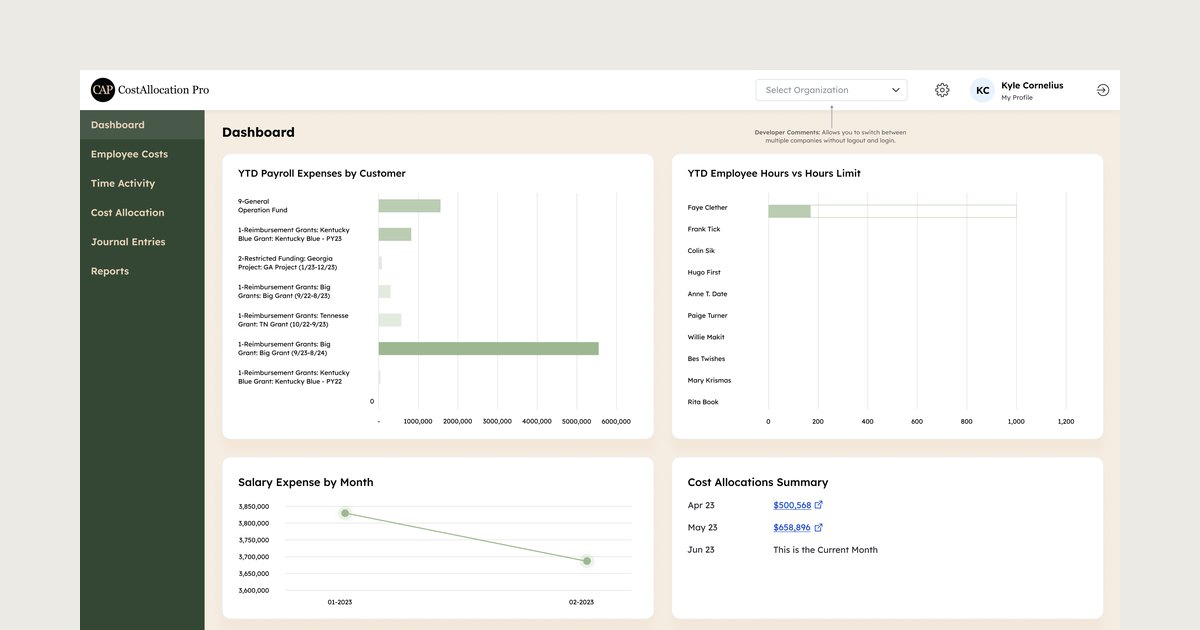 CAP CostAllocation Pro
Select Organization
KC
Kyle Cornelius
My Profile
Developer Comments: Allows you to switch between
multiple companies without logout and login.
Dashboard
Employee Costs
Time Activity
Cost Allocation
Journal Entries
Reports
Dashboard
YTD Payroll Expenses by Customer
9-General
Operation Fund
1-Reimbursement Grants: Kentucky
Blue Grant: Kentucky Blue - PY23
2-Restricted Funding: Georgia
Project: GA Project (1/23-12/23)
1-Reimbursement Grants: Big
Grants: Big Grant (9/22-8/23)
1-Reimbursement Grants: Tennesse
Grant: TN Grant (10/22-9/23)
1-Reimbursement Grants: Big
Grant: Big Grant (9/23-8/24)
1-Reimbursement Grants: Kentucky
Blue Grant: Kentucky Blue - PY22
0
- 1000,000 2000,000 3000,000 4000,000 5000,000 6000,000
YTD Employee Hours vs Hours Limit
Faye Clether
Frank Tick
Colin Sik
Hugo First
Anne T. Date
Paige Turner
Willie Makit
Bes Twishes
Mary Krismas
Rita Book
0 200 400 600 800 1,000 1,200
Salary Expense by Month
3,850,000
3,800,000
3,750,000
3,700,000
3,650,000
3,600,000
01-2023 02-2023
Cost Allocations Summary
Apr 23 $500,568
May 23 $658,896
Jun 23 This is the Current Month